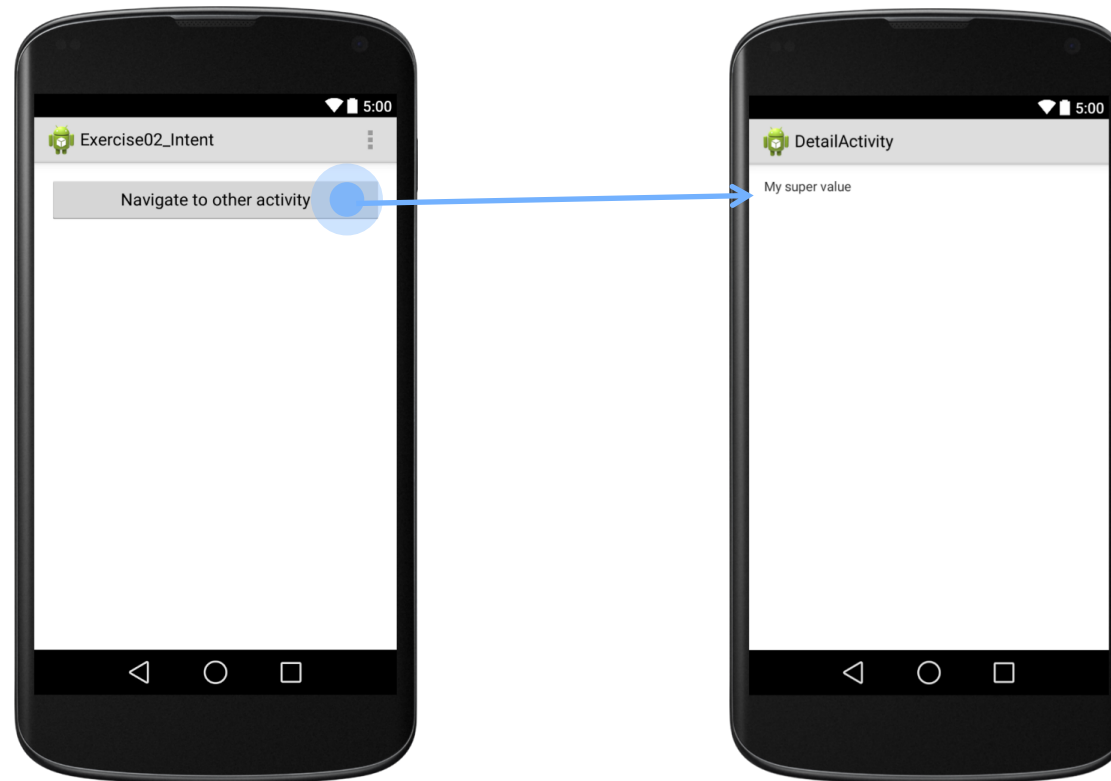 5:00
Exercise02_Intent
Navigate to other activity
5:00
DetailActivity
My super value